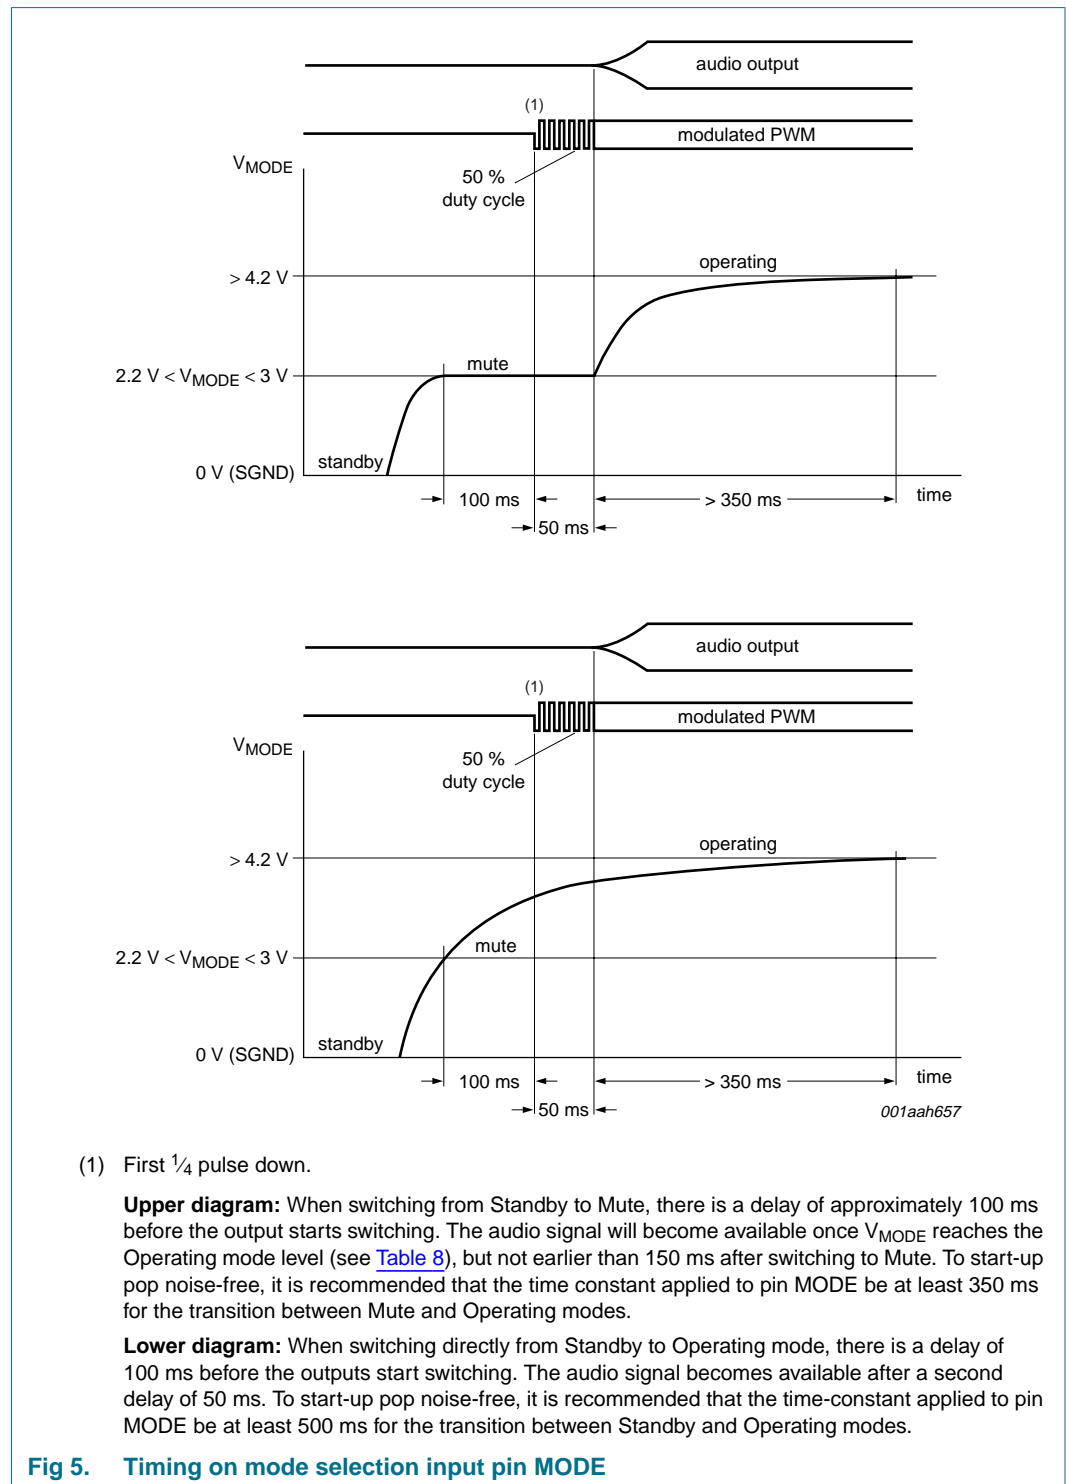 audio output
(1)
modulated PWM
VMODE
50 %
duty cycle
operating
> 4.2 V
mute
2.2 V < VMODE < 3 V
standby
0 V (SGND)
100 ms
> 350 ms
time
50 ms
audio output
(1)
modulated PWM
VMODE
50 %
duty cycle
operating
> 4.2 V
mute
2.2 V < VMODE < 3 V
standby
0 V (SGND)
100 ms
> 350 ms
time
50 ms
001aah657
(1) First 1⁄4 pulse down.
Upper diagram: When switching from Standby to Mute, there is a delay of approximately 100 ms
before the output starts switching. The audio signal will become available once VMODE reaches the
Operating mode level (see Table 8), but not earlier than 150 ms after switching to Mute. To start-up
pop noise-free, it is recommended that the time constant applied to pin MODE be at least 350 ms
for the transition between Mute and Operating modes.
Lower diagram: When switching directly from Standby to Operating mode, there is a delay of
100 ms before the outputs start switching. The audio signal becomes available after a second
delay of 50 ms. To start-up pop noise-free, it is recommended that the time-constant applied to pin
MODE be at least 500 ms for the transition between Standby and Operating modes.
Fig 5. Timing on mode selection input pin MODE